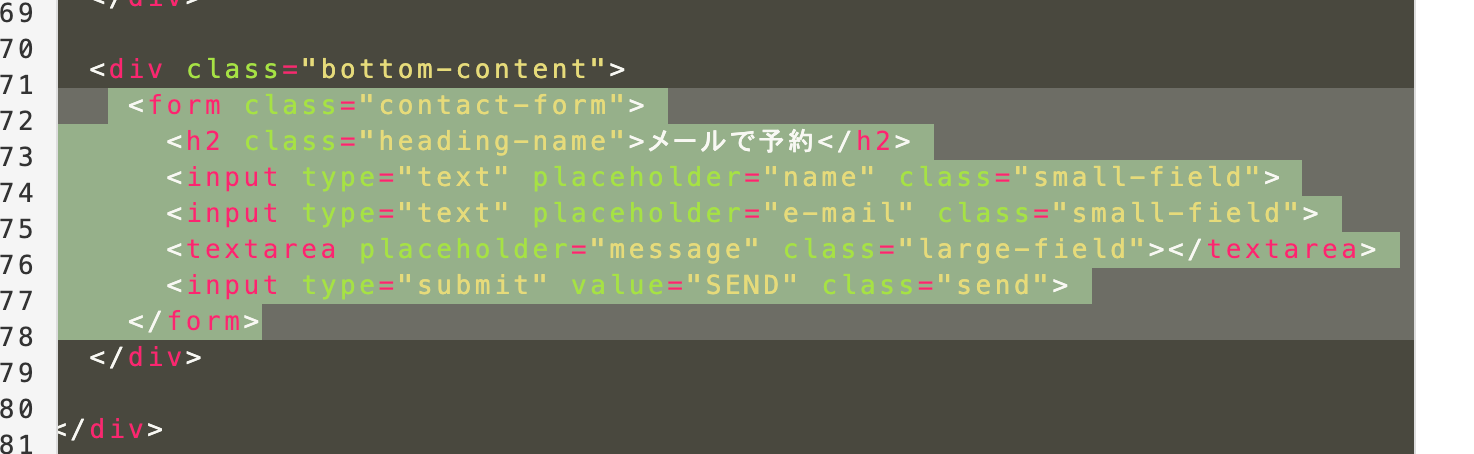 69 </div>
70
<div class="bottom-content">
71
<form class="contact-form">
72
<h2 class="heading-name">メールで予約</h2>
73
<input type="text" placeholder="name" class="small-field">
74
<input type="text" placeholder="e-mail" class="small-field">
75
<textarea placeholder="message" class="large-field"></textarea>
76
<input type="submit" value="SEND" class="send">
77
</form>
78
</div>
79
80
</div>
81